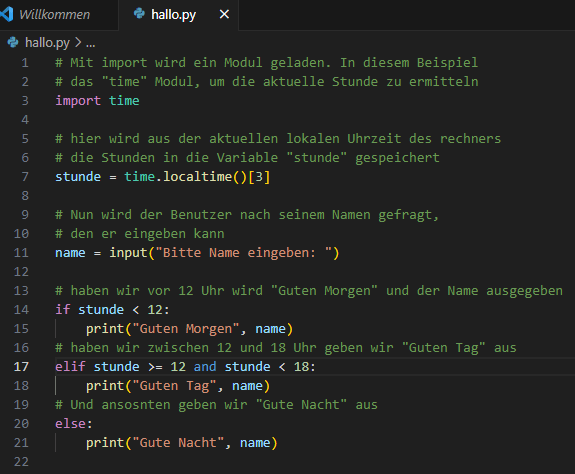 Willkommen hallo.py ×
hallo.py > ...
1 # Mit import wird ein Modul geladen. In diesem Beispiel
2 # das "time" Modul, um die aktuelle Stunde zu ermitteln
3 import time
4
5 # hier wird aus der aktuellen lokalen Uhrzeit des rechners
6 # die Stunden in die Variable "stunde" gespeichert
7 stunde = time.localtime()[3]
8
9 # Nun wird der Benutzer nach seinem Namen gefragt,
10 # den er eingeben kann
11 name = input("Bitte Name eingeben: ")
12
13 # haben wir vor 12 Uhr wird "Guten Morgen" und der Name ausgegeben
14 if stunde < 12:
15     print("Guten Morgen", name)
16 # haben wir zwischen 12 und 18 Uhr geben wir "Guten Tag" aus
17 elif stunde >= 12 and stunde < 18:
18     print("Guten Tag", name)
19 # Und ansosnten geben wir "Gute Nacht" aus
20 else:
21     print("Gute Nacht", name)
22